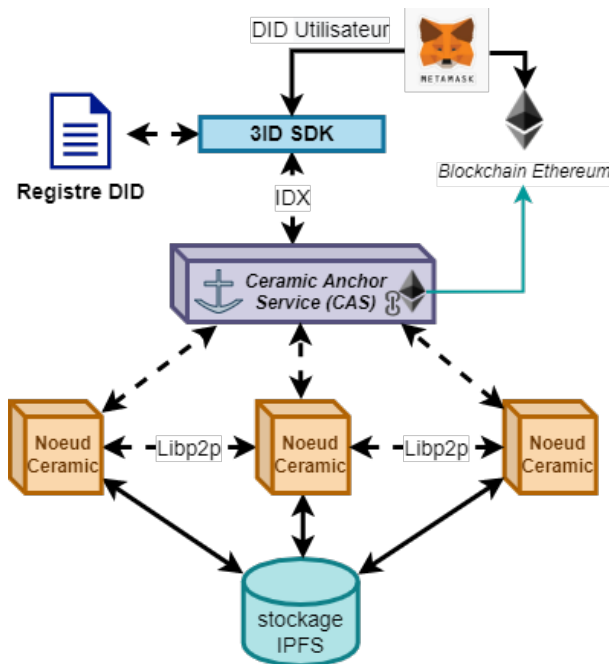 DID Utilisateur
METAMASK
3ID SDK
Registre DID
Blockchain Ethereum
IDX
Ceramic Anchor
Service (CAS)
Noeud
Ceramic
Libp2p
Noeud
Ceramic
Libp2p
Noeud
Ceramic
stockage
IPFS